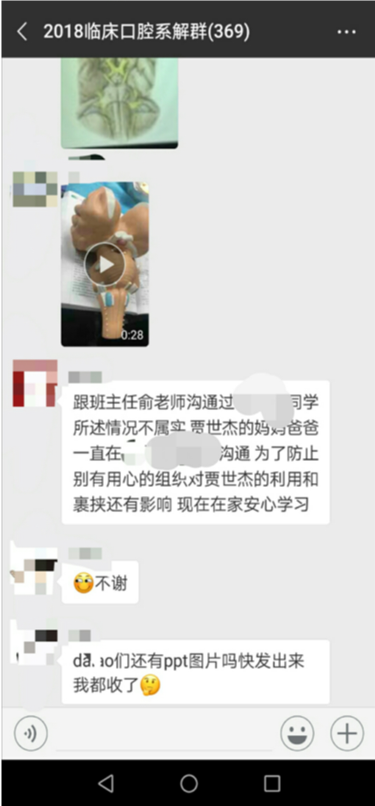 2018临床口腔系解群(369)
0:28
跟班主任俞老师沟通过 同学
所述情况不属实 贾世杰的妈妈爸爸
一直在 沟通 为了防止
别有用心的组织对贾世杰的利用和
裹挟还有影响 现在在家安心学习
不谢
们还有ppt图片吗快发出来
我都收了